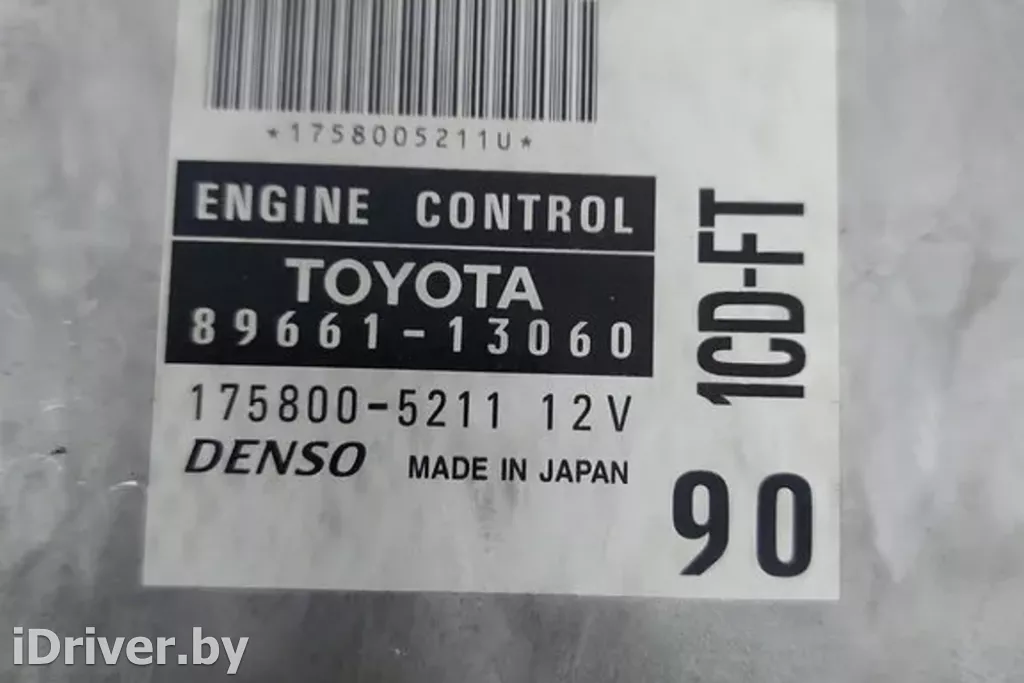 *1758005211U*
ENGINE CONTROL
TOYOTA
89661-13060
175800-5211 12V
DENSO MADE IN JAPAN
1CD-FT
90
iDriver.by